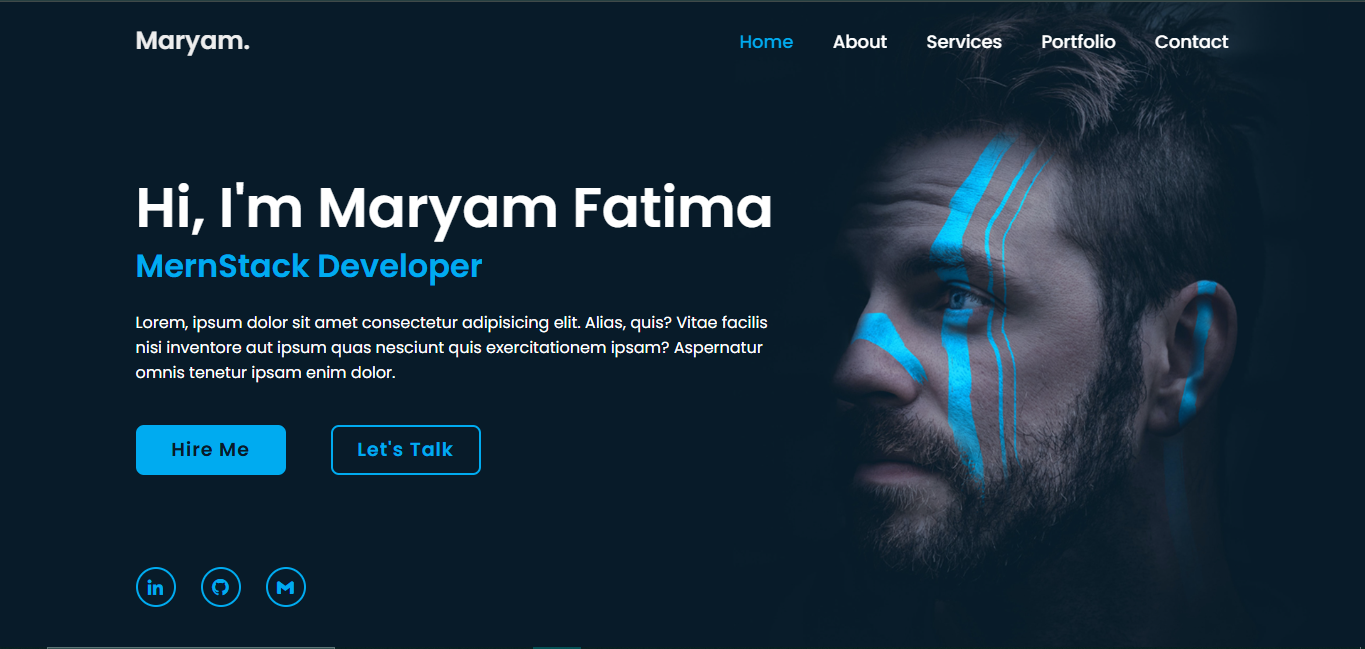 Maryam.
Home About Services Portfolio Contact
Hi, I'm Maryam Fatima
MernStack Developer
Lorem, ipsum dolor sit amet consectetur adipisicing elit. Alias, quis? Vitae facilis
nisi inventore aut ipsum quas nesciunt quis exercitationem ipsam? Aspernatur
omnis tenetur ipsam enim dolor.
Hire Me
Let's Talk
in
M